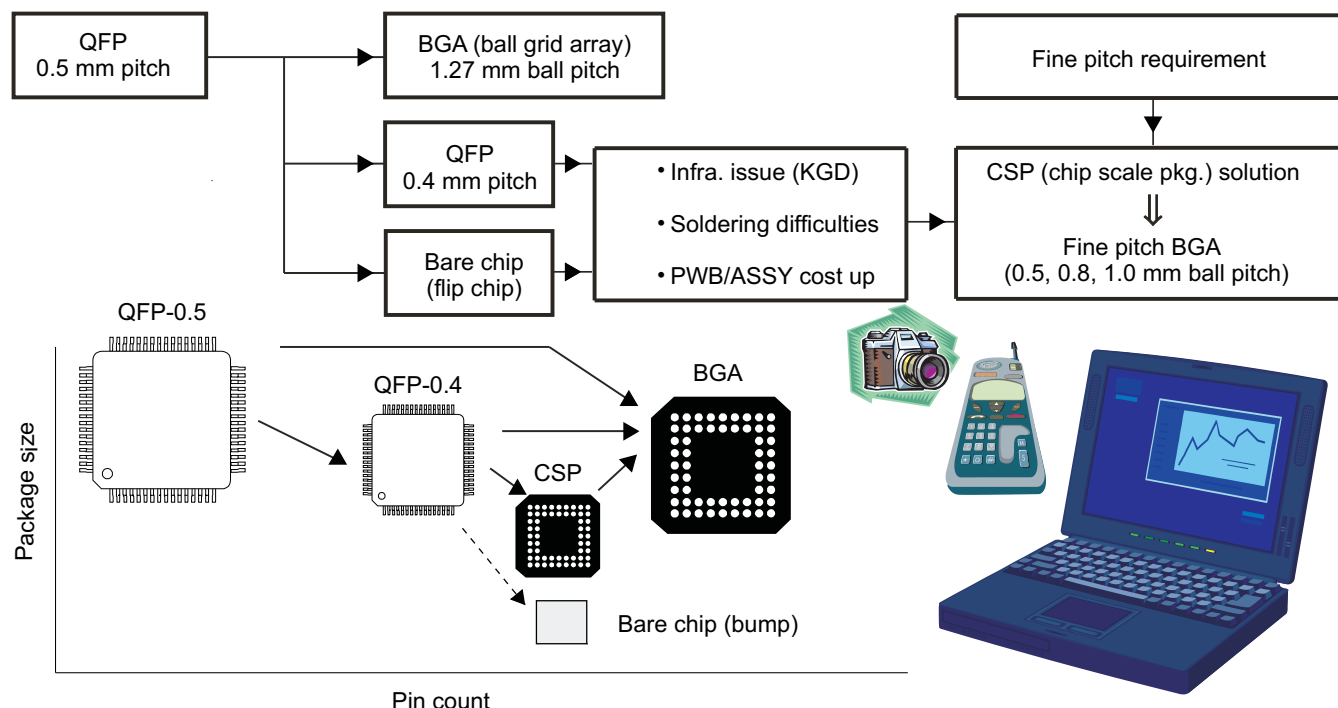 QFP
0.5 mm pitch
BGA (ball grid array)
1.27 mm ball pitch
Fine pitch requirement
QFP
0.4 mm pitch
• Infra. issue (KGD)
• Soldering difficulties
• PWB/ASSY cost up
CSP (chip scale pkg.) solution
⇓
Fine pitch BGA
(0.5, 0.8, 1.0 mm ball pitch)
Bare chip
(flip chip)
QFP-0.5
QFP-0.4
BGA
CSP
Bare chip (bump)
Package size
Pin count